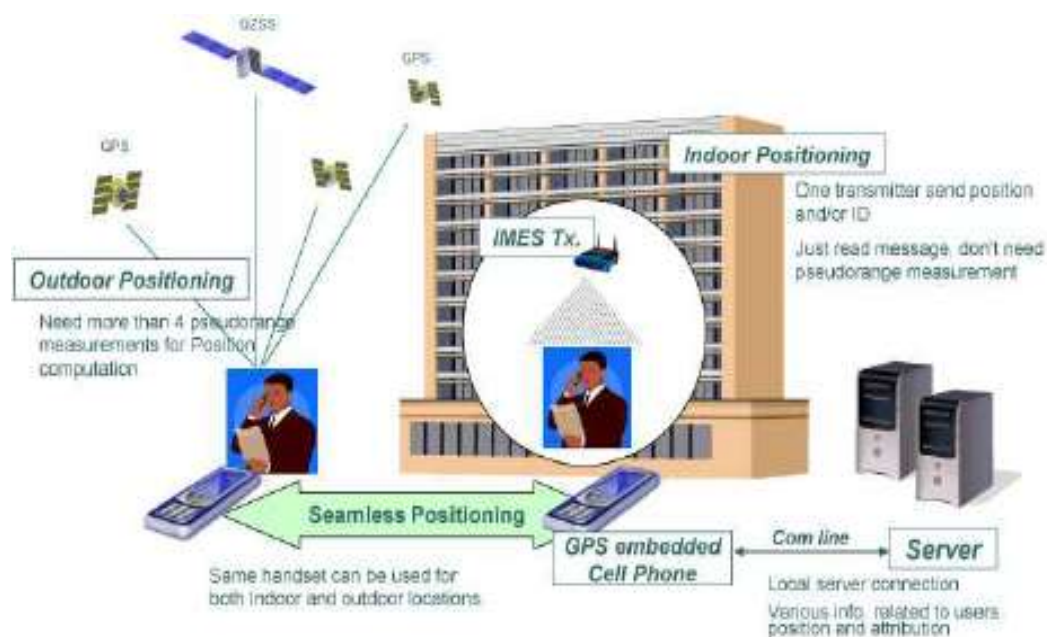 QZSS
GPS
GPS
Indoor Positioning
One transmitter send position
and/or ID
Just read message, don't need
pseudorange measurement
IMES Tx.
Outdoor Positioning
Need more than 4 pseudorange
measurements for Position
computation
Seamless Positioning
Same handset can be used for
both Indoor and outdoor locations
GPS embedded
Cell Phone
Com line
Server
Local server connection
Various info. related to users
position and attribution